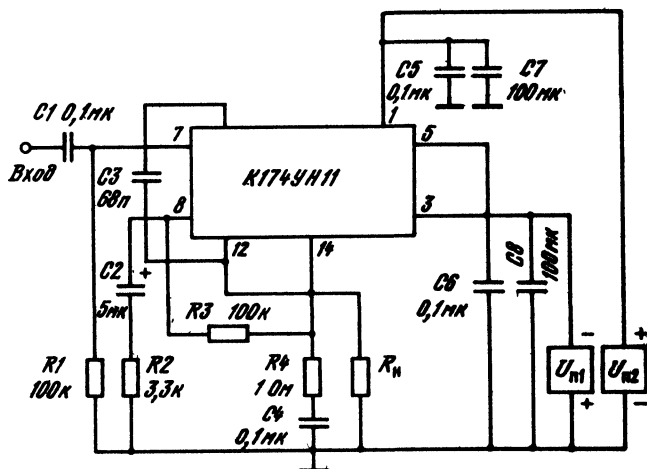 C1 0,1мк
Вход
7
C3
68п
К174УН11
C5
0,1мк
C7
100мк
1
5
3
8
12
14
C2
+
5мк
R3
100к
C6
0,1мк
C8
100мк
R1
100к
R2
3,3к
R4
1 Ом
C4
0,1мк
Rн
-
Uп1
+
+
Uп2
-